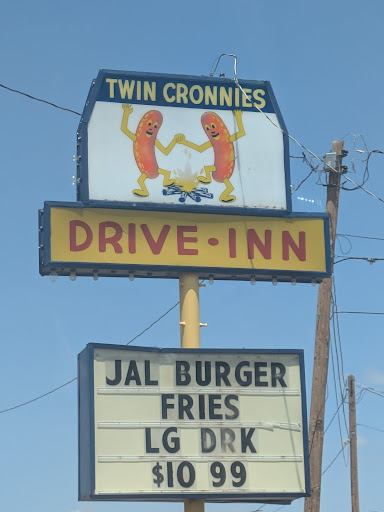 TWIN CRONNIES
DRIVE-INN
JAL BURGER
FRIES
LG DRK
$10 99